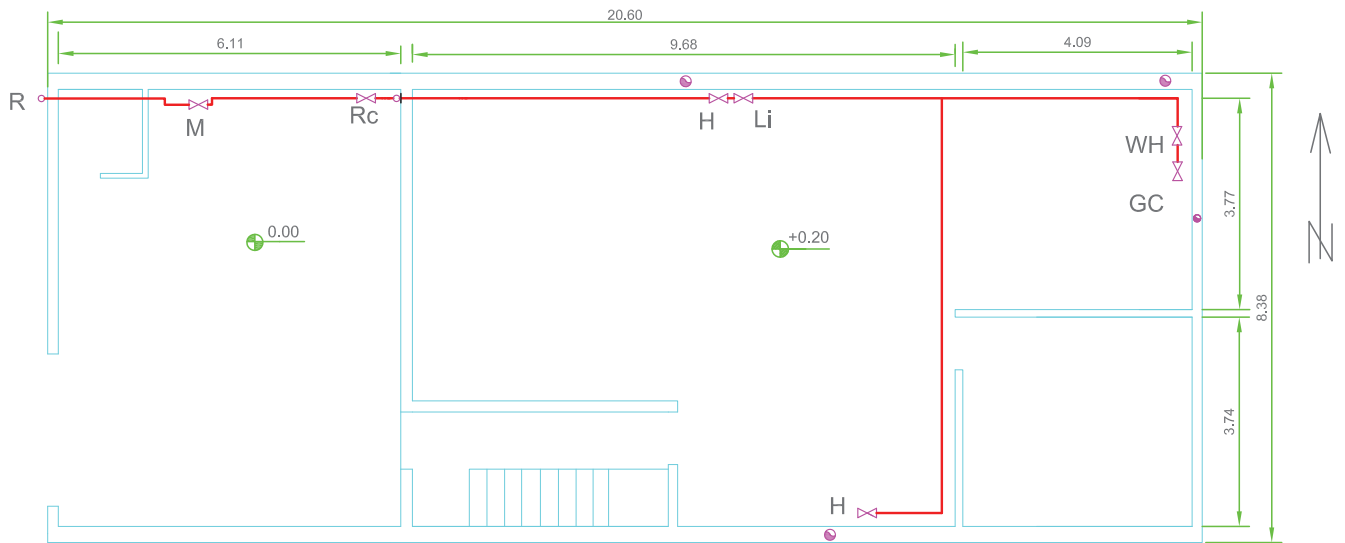 20.60
6.11
9.68
4.09
R
M
Rc
H
Li
WH
GC
3.77
8.38
N
0.00
+0.20
3.74
H